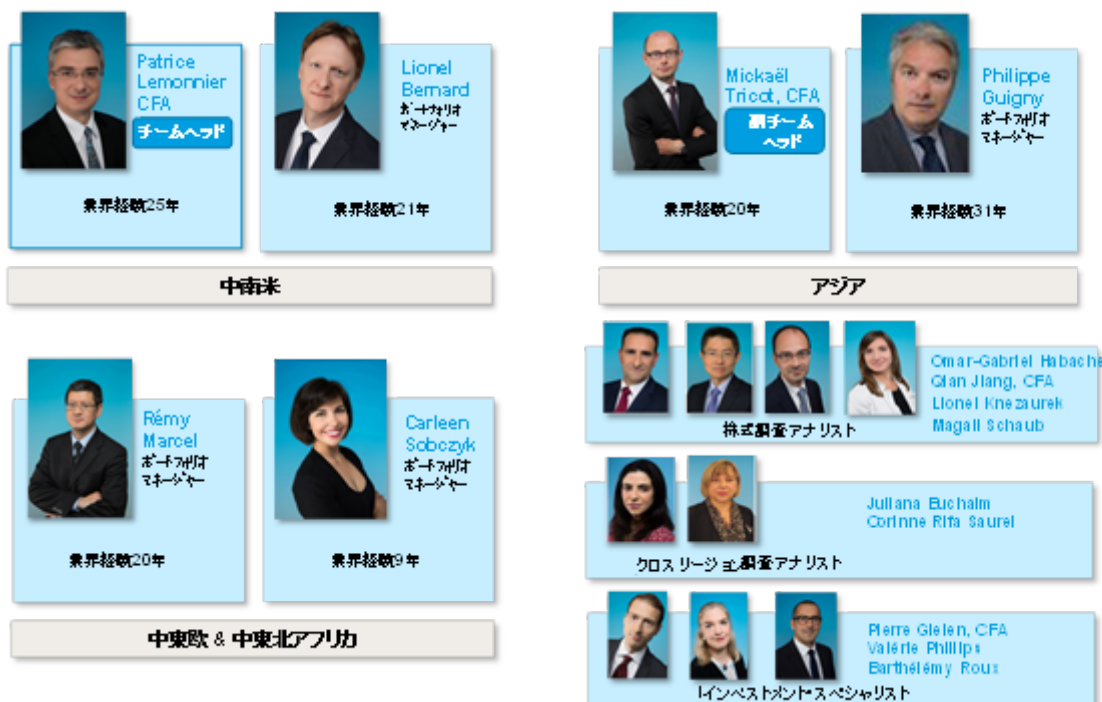 Patrice
Lemonnier
CFA
チームヘッド
業界経験25年
Lionel
Bernard
ポートフォリオ
マネージャー
業界経験21年
中南米
Mickaël
Tricot, CFA
副チーム
ヘッド
業界経験20年
Philippe
Guigny
ポートフォリオ
マネージャー
業界経験31年
アジア
Rémy
Marcel
ポートフォリオ
マネージャー
業界経験20年
Carleen
Sobczyk
ポートフォリオ
マネージャー
業界経験9年
中東欧 & 中東北アフリカ
Omar-Gabriel Habache
Qian Jiang, CFA
Lionel Knezaurek
Magali Schaub
株式調査アナリスト
Juliana Euchaim
Corinne Rifa Saurel
クロスリージョン調査アナリスト
Pierre Gielen, CFA
Valérie Phillips
Barthélémy Roux
インベストメント・スペシャリスト